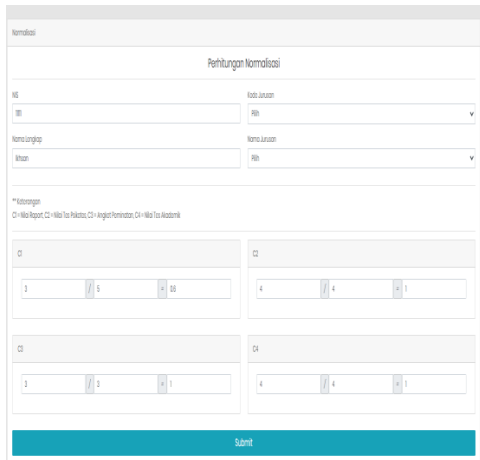 Normalisasi
Perhitungan Normalisasi
NIS
Kode Jurusan
1111
Pilih
Nama Lengkap
Nama Jurusan
Ikhsan
Pilih
** Keterangan
C1 = Nilai Raport, C2 = Nilai Tes Psikotes, C3 = Angket Peminatan, C4 = Nilai Tes Akademik
C1
C2
3 / 5 = 0.6
4 / 4 = 1
C3
C4
3 / 3 = 1
4 / 4 = 1
Submit